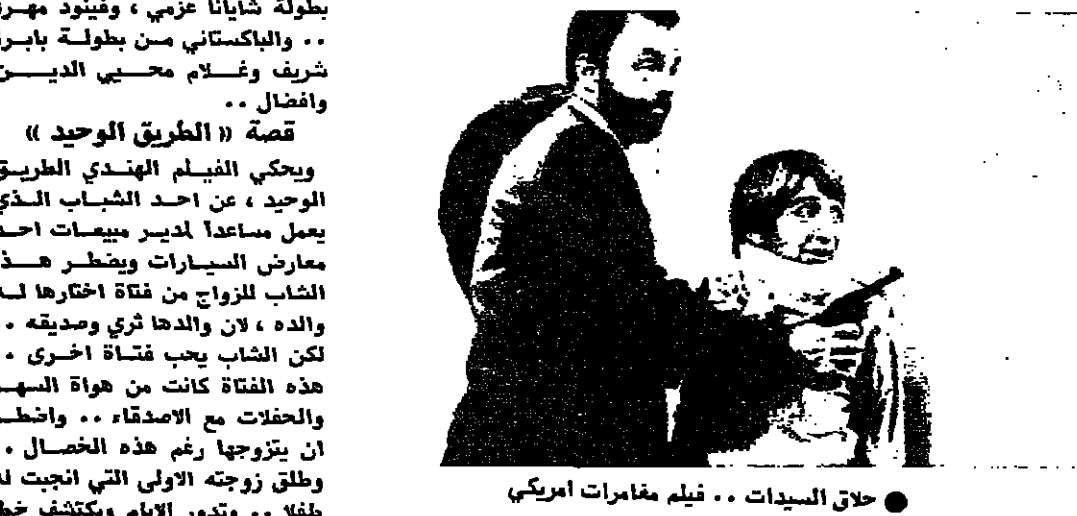 بطولة شايانا عزمي ، وفينود مهرة
.. والباكستاني من بطولة بابر
شريف وغلام محيي الدين
وافضال ..
قصة « الطريق الوحيد »
ويحكي الفيلم الهندي الطريق
الوحيد ، عن احد الشباب الذي
يعمل مساعداً لمدير مبيعات احد
معارض السيارات ويضطر هذا
الشاب للزواج من فتاة اختارها له
والده ، لان والدها ثري وصديقه ..
لكن الشاب يحب فتاة اخرى ..
هذه الفتاة كانت من هواة السهر
والحفلات مع الاصدقاء .. واضطر
ان يتزوجها رغم هذه الخصال ..
وطلق زوجته الاولى التي انجبت له
طفلا .. وتدور الايام ويكتشف
● حلاق السيدات .. فيلم مغامرات امريكي